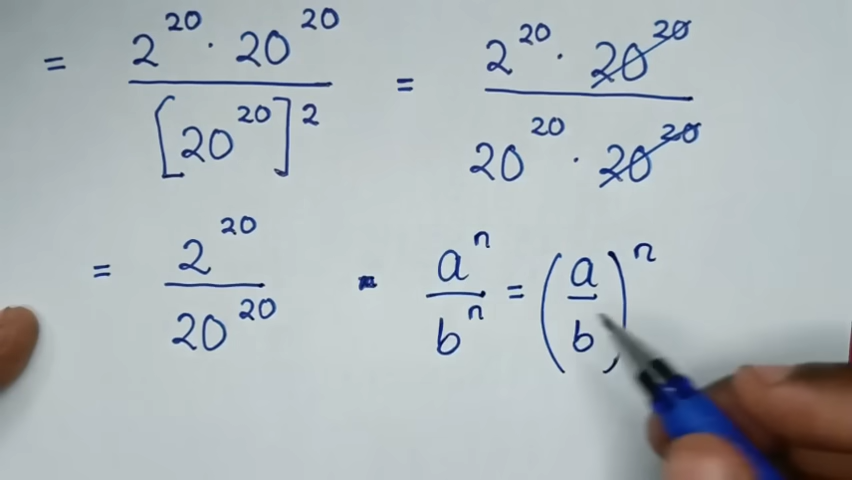 = 2^20 · 20^20 / [20^20]^2 = 2^20 · 20^20 / 20^20 · 20^20
= 2^20 / 20^20 - a^n / b^n = (a / b)^n